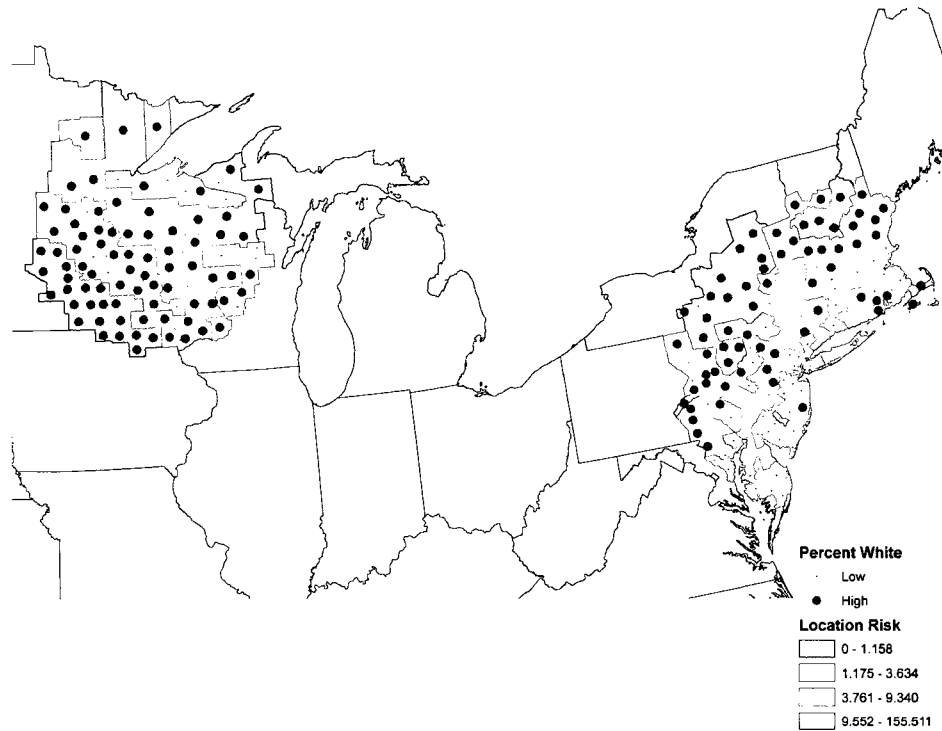 Percent White
Low
High
Location Risk
0 - 1.158
1.175 - 3.634
3.761 - 9.340
9.552 - 155.511